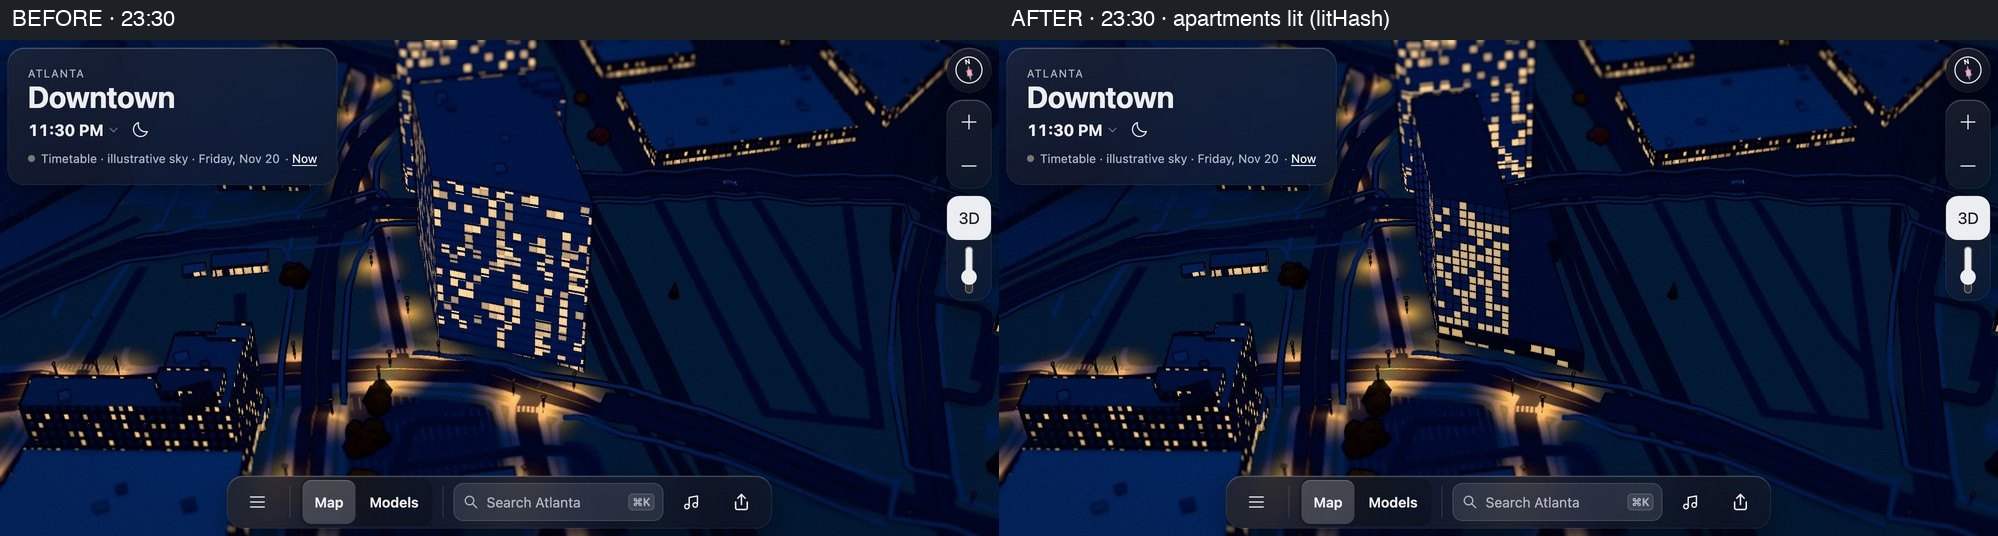 BEFORE · 23:30
ATLANTA
Downtown
11:30 PM
Timetable · illustrative sky · Friday, Nov 20 · Now
N
3D
Map Models Search Atlanta ⌘K
AFTER · 23:30 · apartments lit (litHash)
ATLANTA
Downtown
11:30 PM
Timetable · illustrative sky · Friday, Nov 20 · Now
N
3D
Map Models Search Atlanta ⌘K